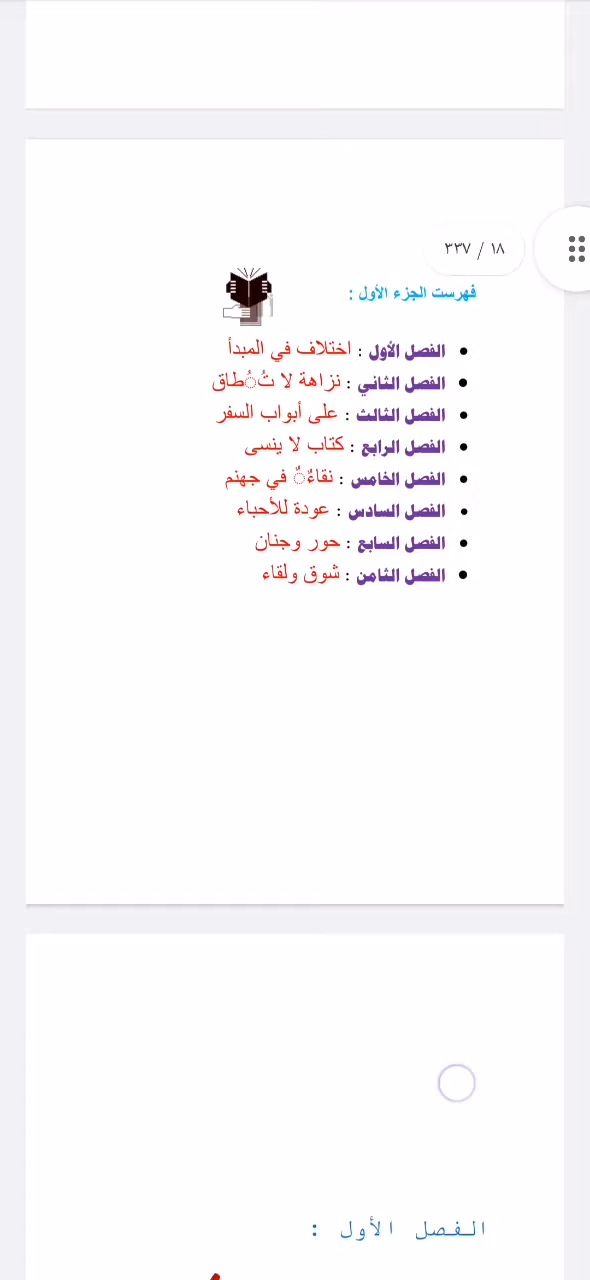 ١٨ / ٣٣٧
فهرست الجزء الأول :
الفصل الأول : اختلاف في المبدأ
الفصل الثاني : نزاهة لا تُُطاق
الفصل الثالث : على أبواب السفر
الفصل الرابع : كتاب لا ينسى
الفصل الخامس : نقاءٌٌ في جهنم
الفصل السادس : عودة للأحباء
الفصل السابع : حور وجنان
الفصل الثامن : شوق ولقاء
الفصل الأول :